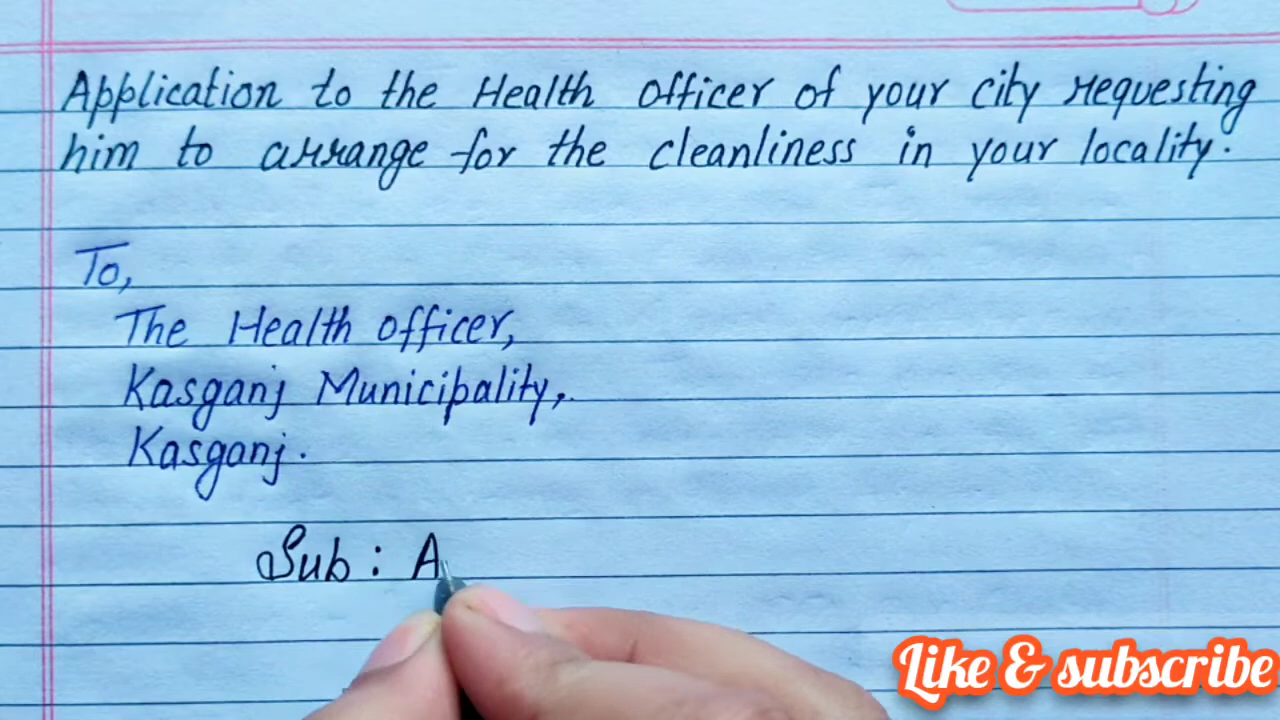 Application to the Health officer of your city requesting
him to arrange for the cleanliness in your locality.
To,
The Health officer,
Kasganj Municipality,.
Kasganj.
Sub : A
Like & subscribe